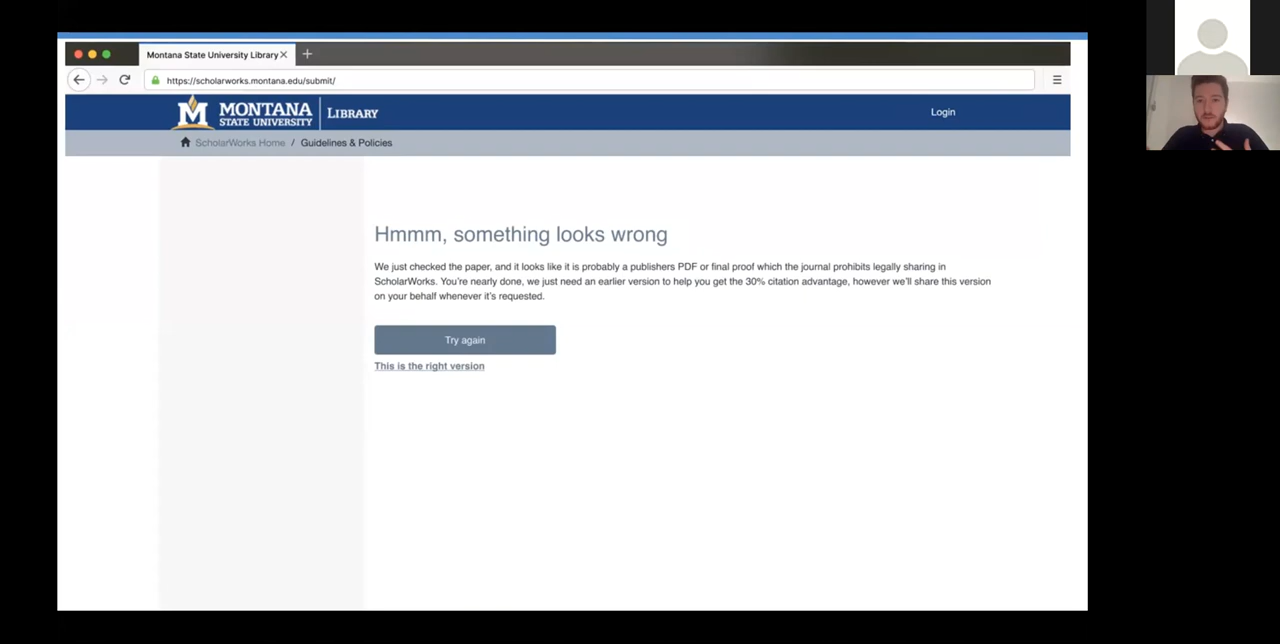 Montana State University Library
https://scholarworks.montana.edu/submit/
M MONTANA STATE UNIVERSITY LIBRARY
Login
ScholarWorks Home / Guidelines & Policies
Hmmm, something looks wrong
We just checked the paper, and it looks like it is probably a publishers PDF or final proof which the journal prohibits legally sharing in
ScholarWorks. You're nearly done, we just need an earlier version to help you get the 30% citation advantage, however we'll share this version
on your behalf whenever it's requested.
Try again
This is the right version